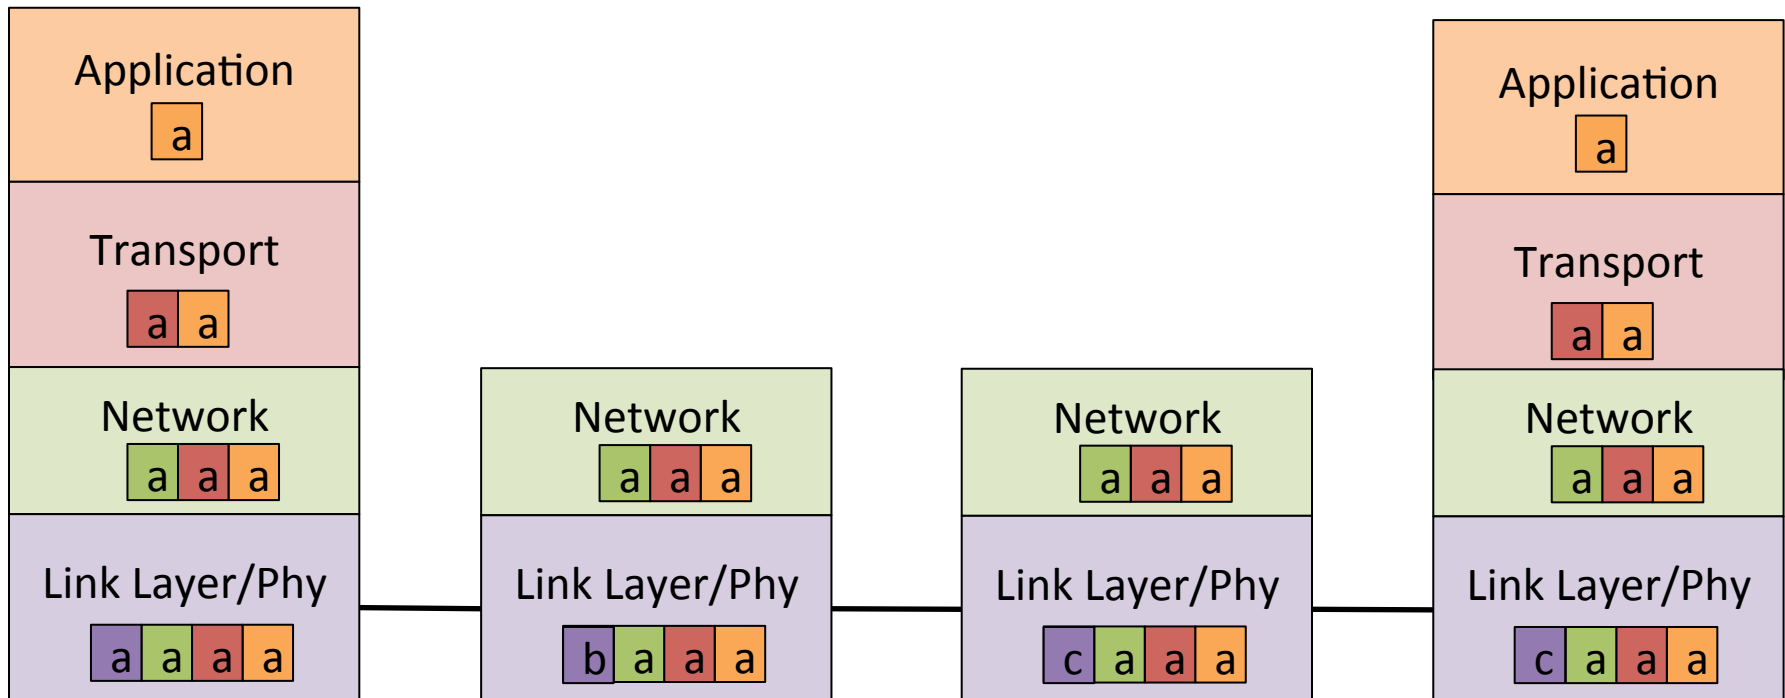 Application
a
Transport
a a
Network
a a a
Link Layer/Phy
a a a a
Network
a a a
Link Layer/Phy
b a a a
Network
a a a
Link Layer/Phy
c a a a
Application
a
Transport
a a
Network
a a a
Link Layer/Phy
c a a a